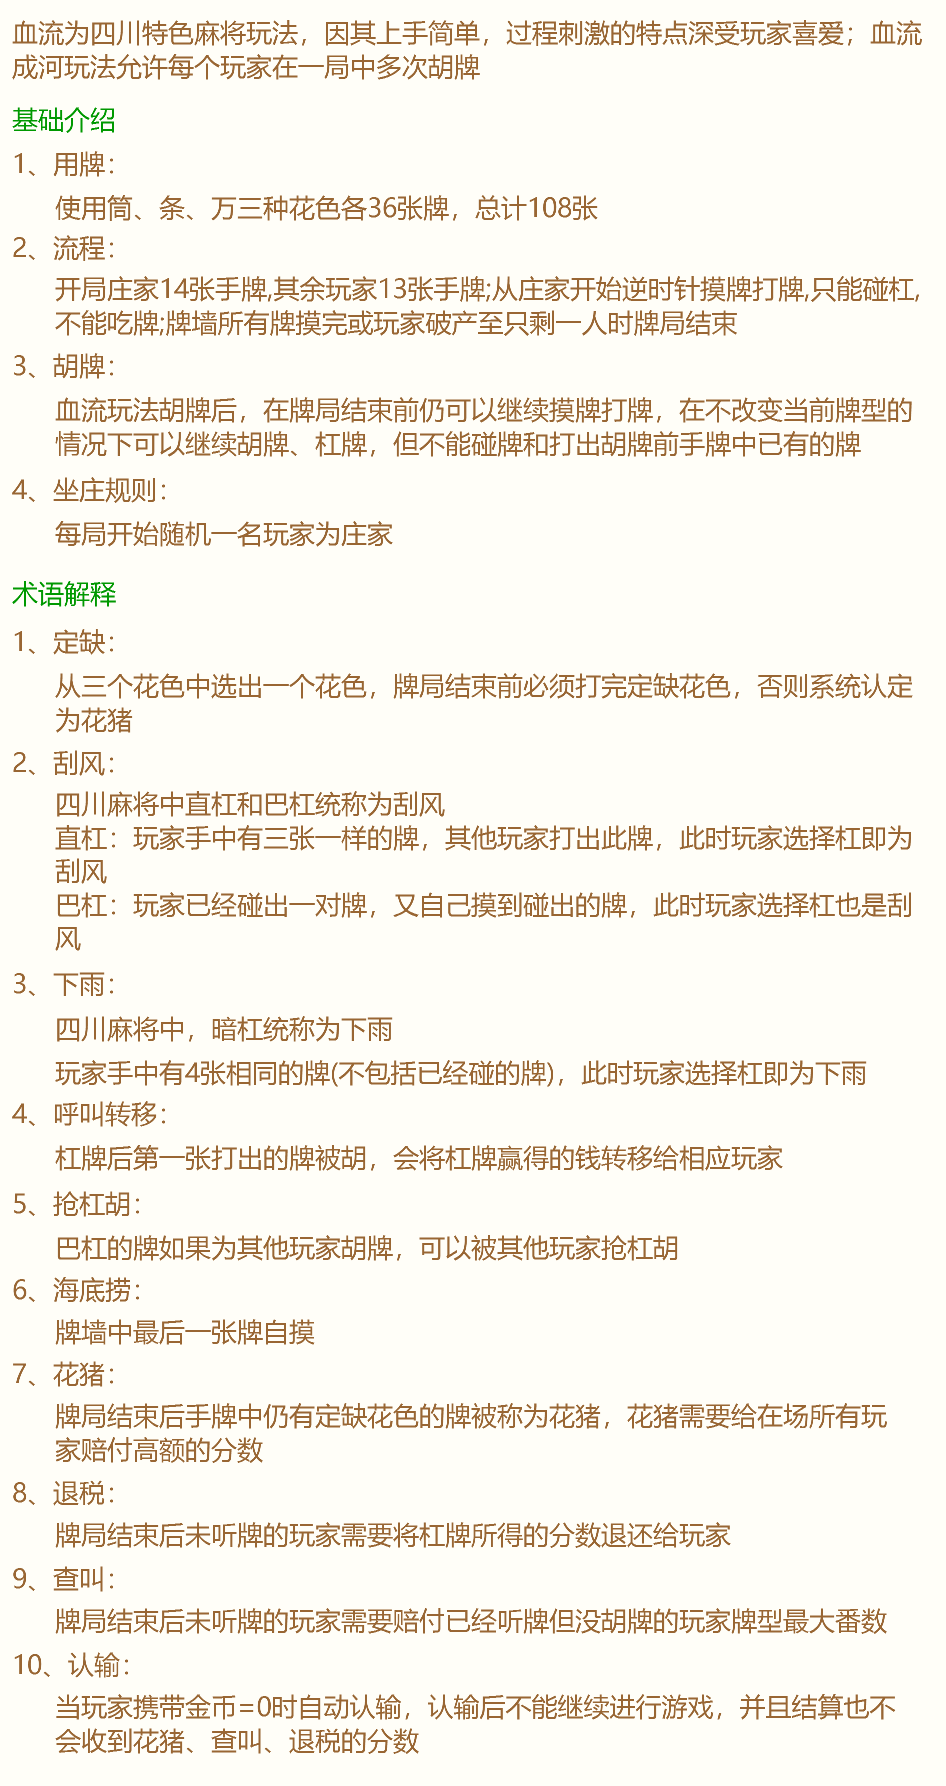 血流为四川特色麻将玩法，因其上手简单，过程刺激的特点深受玩家喜爱；血流
成河玩法允许每个玩家在一局中多次胡牌
基础介绍
1、用牌：
使用筒、条、万三种花色各36张牌，总计108张
2、流程：
开局庄家14张手牌,其余玩家13张手牌;从庄家开始逆时针摸牌打牌,只能碰杠,
不能吃牌;牌墙所有牌摸完或玩家破产至只剩一人时牌局结束
3、胡牌：
血流玩法胡牌后，在牌局结束前仍可以继续摸牌打牌，在不改变当前牌型的
情况下可以继续胡牌、杠牌，但不能碰牌和打出胡牌前手牌中已有的牌
4、坐庄规则：
每局开始随机一名玩家为庄家
术语解释
1、定缺：
从三个花色中选出一个花色，牌局结束前必须打完定缺花色，否则系统认定
为花猪
2、刮风：
四川麻将中直杠和巴杠统称为刮风
直杠：玩家手中有三张一样的牌，其他玩家打出此牌，此时玩家选择杠即为
刮风
巴杠：玩家已经碰出一对牌，又自己摸到碰出的牌，此时玩家选择杠也是刮
风
3、下雨：
四川麻将中，暗杠统称为下雨
玩家手中有4张相同的牌(不包括已经碰的牌)，此时玩家选择杠即为下雨
4、呼叫转移：
杠牌后第一张打出的牌被胡，会将杠牌赢得的钱转移给相应玩家
5、抢杠胡：
巴杠的牌如果为其他玩家胡牌，可以被其他玩家抢杠胡
6、海底捞：
牌墙中最后一张牌自摸
7、花猪：
牌局结束后手牌中仍有定缺花色的牌被称为花猪，花猪需要给在场所有玩
家赔付高额的分数
8、退税：
牌局结束后未听牌的玩家需要将杠牌所得的分数退还给玩家
9、查叫：
牌局结束后未听牌的玩家需要赔付已经听牌但没胡牌的玩家牌型最大番数
10、认输：
当玩家携带金币=0时自动认输，认输后不能继续进行游戏，并且结算也不
会收到花猪、查叫、退税的分数